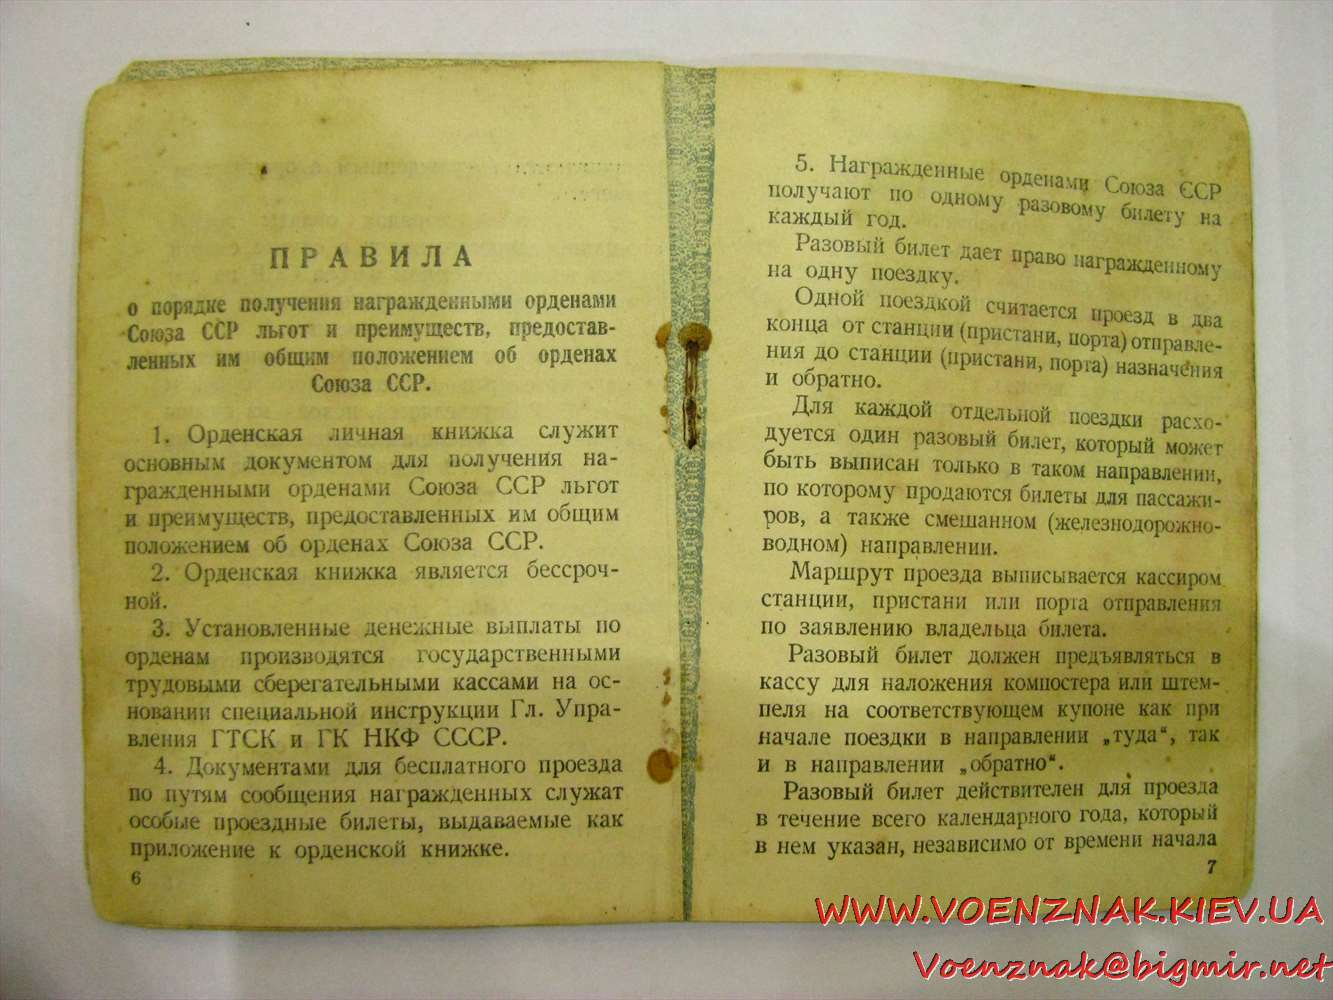 ПРАВИЛА
о порядке получения награжденными орденами
Союза ССР льгот и преимуществ, предостав-
ленных им общим положением об орденах
Союза ССР.
1. Орденская личная книжка служит
основным документом для получения на-
гражденными орденами Союза ССР льгот
и преимуществ, предоставленных им общим
положением об орденах Союза ССР.
2. Орденская книжка является бессроч-
ной.
3. Установленные денежные выплаты по
орденам производятся государственными
трудовыми сберегательными кассами на ос-
новании специальной инструкции Гл. Упра-
вления ГТСК и ГК НКФ СССР.
4. Документами для бесплатного проезда
по путям сообщения награжденных служат
особые проездные билеты, выдаваемые как
приложение к орденской книжке.
6
5. Награжденные орденами Союза ССР
получают по одному разовому билету на
каждый год.
Разовый билет дает право награжденному
на одну поездку.
Одной поездкой считается проезд в два
конца от станции (пристани, порта) отправле-
ния до станции (пристани, порта) назначения
и обратно.
Для каждой отдельной поездки расхо-
дуется один разовый билет, который может
быть выписан только в таком направлении,
по которому продаются билеты для пассажи-
ров, а также смешанном (железнодорожно-
водном) направлении.
Маршрут проезда выписывается кассиром
станции, пристани или порта отправления
по заявлению владельца билета.
Разовый билет должен предъявляться в
кассу для наложения компостера или штем-
пеля на соответствующем купоне как при
начале поездки в направлении „туда“, так
и в направлении „обратно“.
Разовый билет действителен для проезда
в течение всего календарного года, который
в нем указан, независимо от времени начала
7
WWW.VOENZNAK.KIEV.UA
Voenznak@bigmir.net